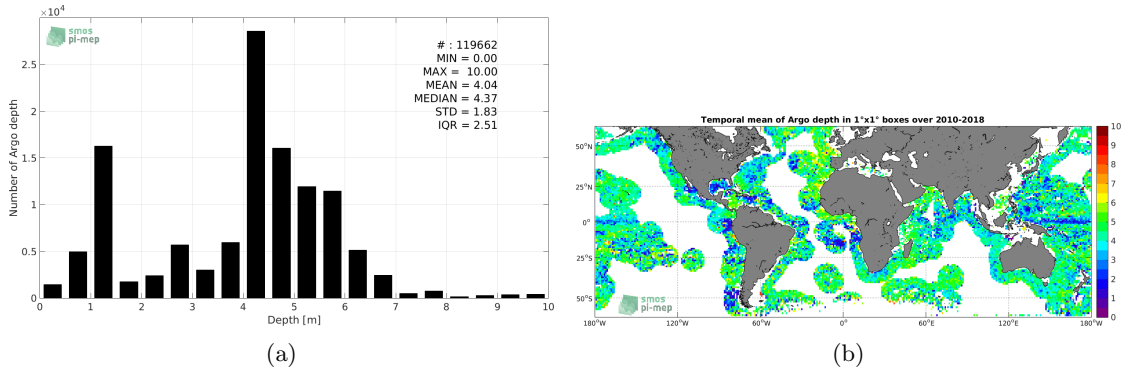 ×10⁴
smos
pi-mep
# : 119662
MIN = 0.00
MAX = 10.00
MEAN = 4.04
MEDIAN = 4.37
STD = 1.83
IQR = 2.51
2.5
2
1.5
1
0.5
0
Number of Argo depth
0 1 2 3 4 5 6 7 8 9 10
Depth [m]
(a)
Temporal mean of Argo depth in 1°x1° boxes over 2010-2018
50°N
25°N
0°
25°S
50°S
smos
pi-mep
180°W 120°W 60°W 0° 60°E 120°E 180°W
10
9
8
7
6
5
4
3
2
1
0
(b)